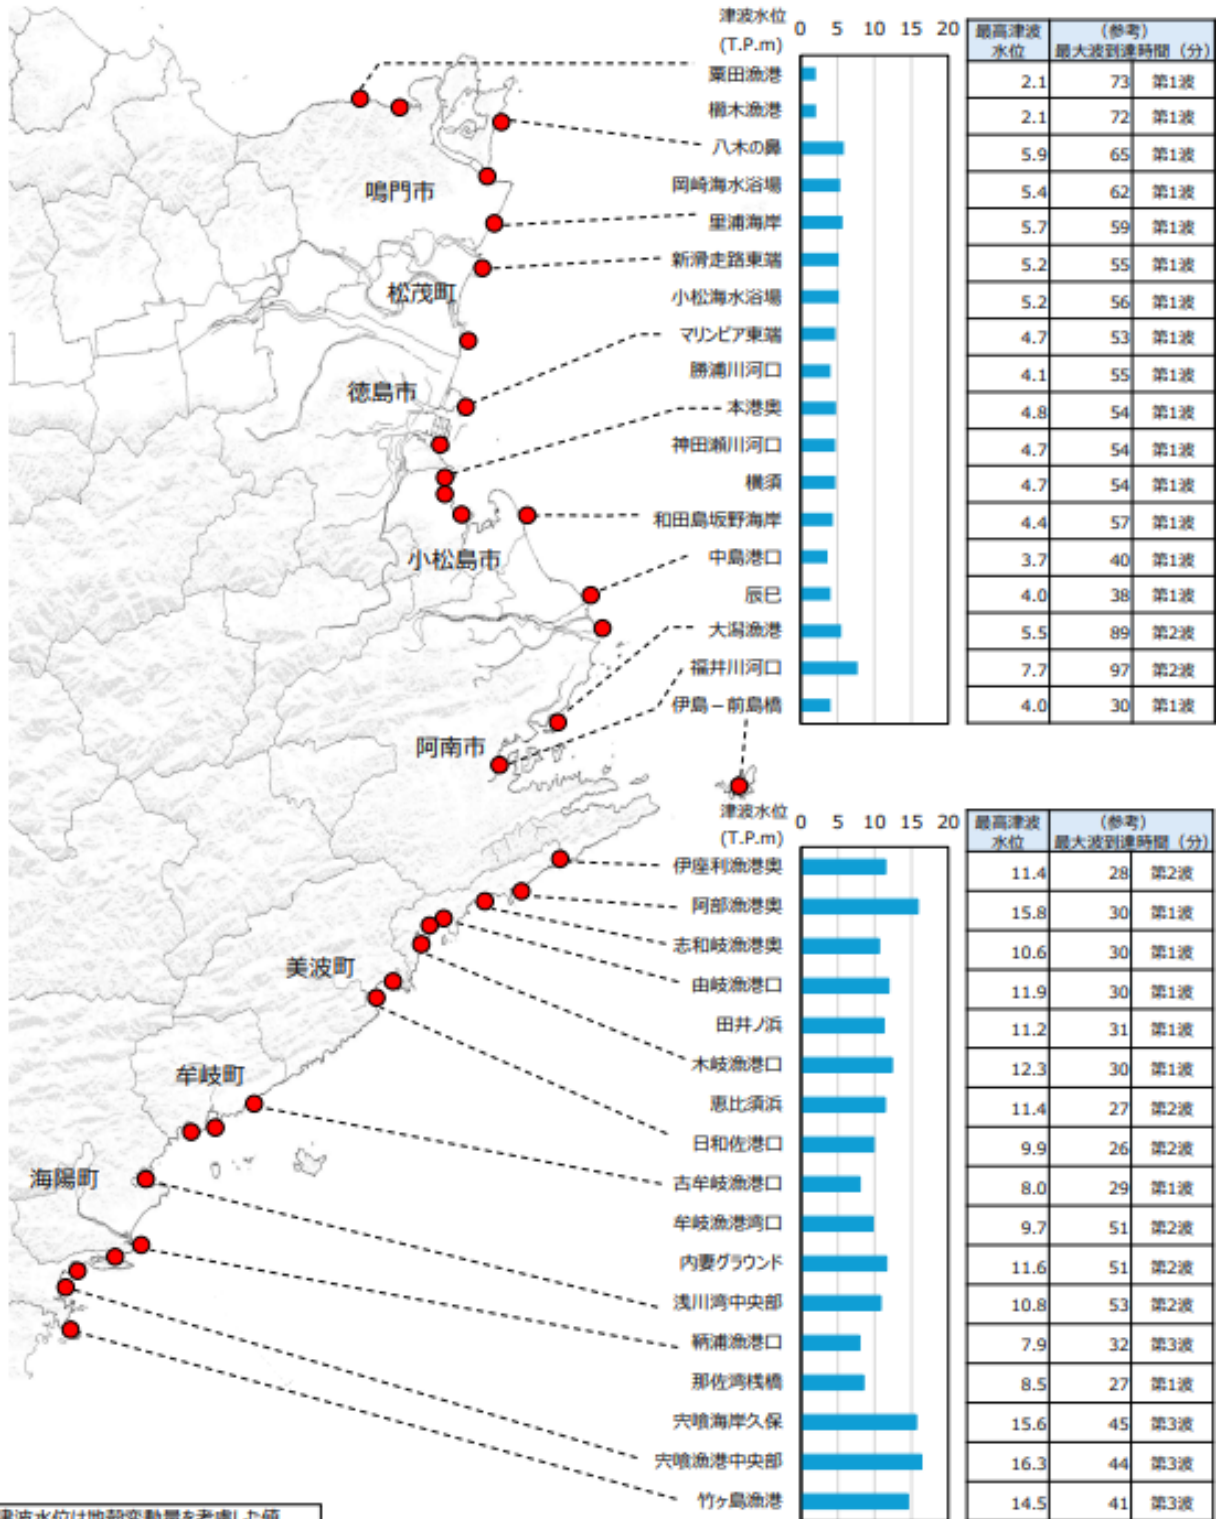 津波水位
(T.P.m)
0 5 10 15 20
最高津波水位
(参考)
最大波到達時間(分)
粟田漁港 2.1 73 第1波
櫛木漁港 2.1 72 第1波
八木の鼻 5.9 65 第1波
岡崎海水浴場 5.4 62 第1波
里浦海岸 5.7 59 第1波
新滑走路東端 5.2 55 第1波
小松海水浴場 5.2 56 第1波
マリンピア東端 4.7 53 第1波
勝浦川河口 4.1 55 第1波
本港奥 4.8 54 第1波
神田瀬川河口 4.7 54 第1波
横須 4.7 54 第1波
和田島坂野海岸 4.4 57 第1波
中島港口 3.7 40 第1波
辰巳 4.0 38 第1波
大潟漁港 5.5 89 第2波
福井川河口 7.7 97 第2波
伊島-前島橋 4.0 30 第1波
鳴門市
松茂町
徳島市
小松島市
阿南市
津波水位
(T.P.m)
0 5 10 15 20
最高津波水位
(参考)
最大波到達時間(分)
伊座利漁港奥 11.4 28 第2波
阿部漁港奥 15.8 30 第1波
志和岐漁港奥 10.6 30 第1波
由岐漁港口 11.9 30 第1波
田井ノ浜 11.2 31 第1波
木岐漁港口 12.3 30 第1波
恵比須浜 11.4 27 第2波
日和佐港口 9.9 26 第2波
古牟岐漁港口 8.0 29 第1波
牟岐漁港湾口 9.7 51 第2波
内妻グラウンド 11.6 51 第2波
浅川湾中央部 10.8 53 第2波
鞆浦漁港口 7.9 32 第3波
那佐湾桟橋 8.5 27 第1波
宍喰海岸久保 15.6 45 第3波
宍喰漁港中央部 16.3 44 第3波
竹ヶ島漁港 14.5 41 第3波
美波町
牟岐町
海陽町
津波水位は地殻変動量を考慮した値